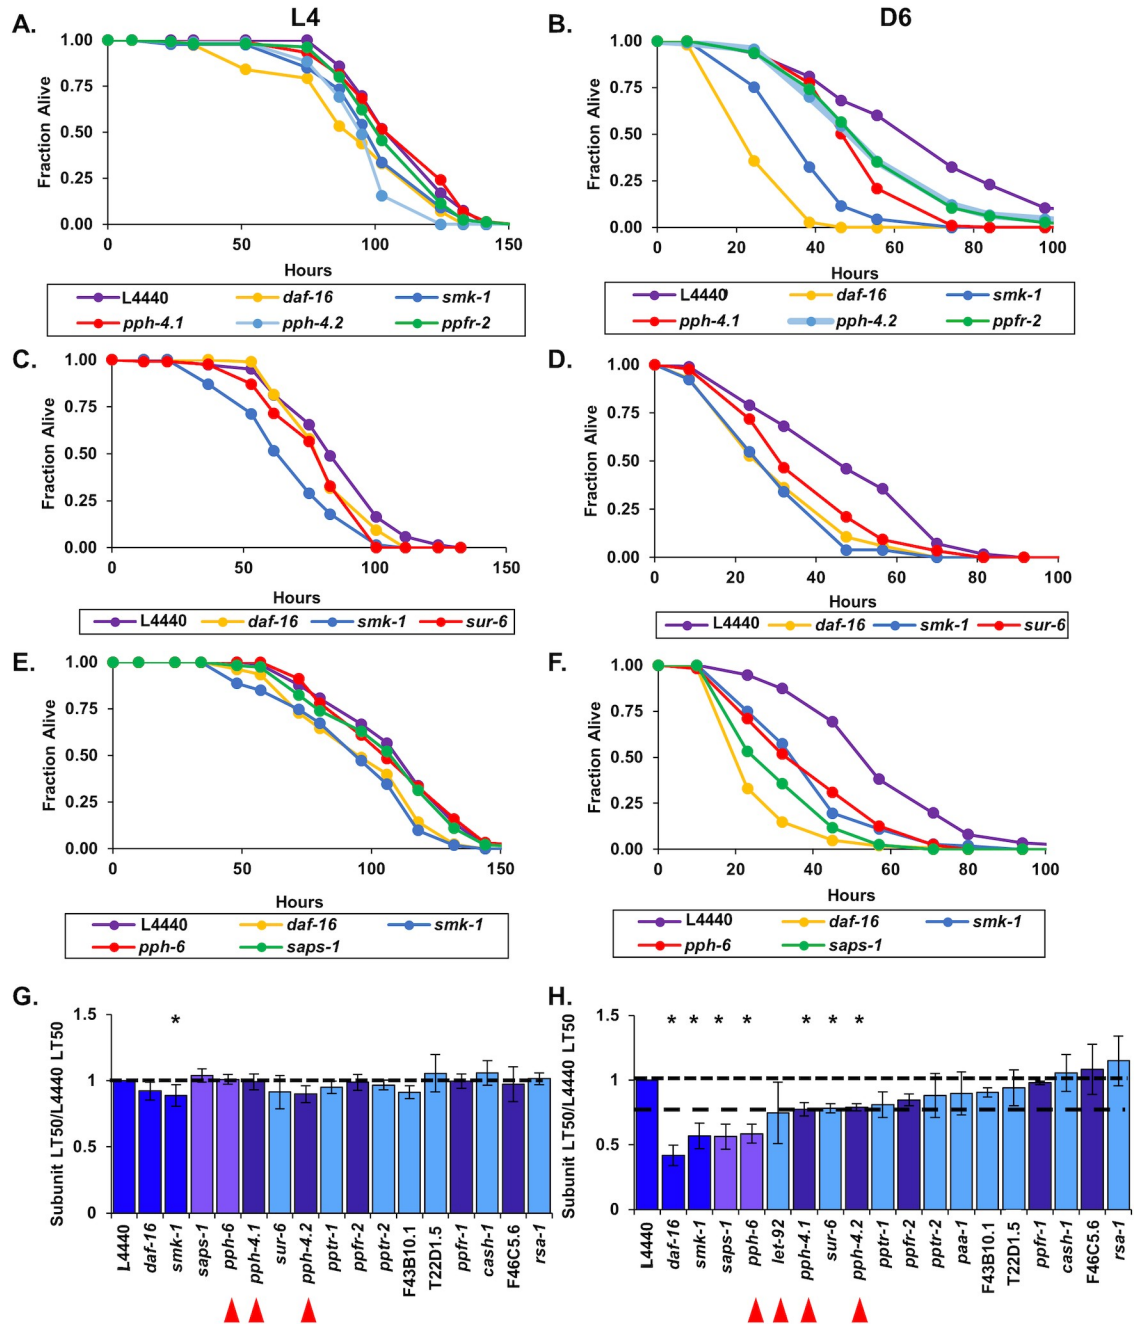 L4
D6
A.
1.00
0.75
0.50
0.25
0.00
Fraction Alive
0 50 100 150
Hours
L4440 daf-16 smk-1
pph-4.1 pph-4.2 ppfr-2
B.
1.00
0.75
0.50
0.25
0.00
Fraction Alive
0 20 40 60 80 100
Hours
L4440 daf-16 smk-1
pph-4.1 pph-4.2 ppfr-2
C.
1.00
0.75
0.50
0.25
0.00
Fraction Alive
0 50 100 150
Hours
L4440 daf-16 smk-1 sur-6
D.
1.00
0.75
0.50
0.25
0.00
Fraction Alive
0 20 40 60 80 100
Hours
L4440 daf-16 smk-1 sur-6
E.
1.00
0.75
0.50
0.25
0.00
Fraction Alive
0 50 100 150
Hours
L4440 daf-16 smk-1
pph-6 saps-1
F.
1.00
0.75
0.50
0.25
0.00
Fraction Alive
0 20 40 60 80 100
Hours
L4440 daf-16 smk-1
pph-6 saps-1
G.
1.5
1
0.5
0
Subunit LT50/L4440 LT50
*
L4440
daf-16
smk-1
saps-1
pph-6
pph-4.1
sur-6
pph-4.2
pptr-1
ppfr-2
pptr-2
F43B10.1
T22D1.5
ppfr-1
cash-1
F46C5.6
rsa-1
H.
1.5
1
0.5
0
Subunit LT50/L4440 LT50
* * * * * * *
L4440
daf-16
smk-1
saps-1
pph-6
let-92
pph-4.1
sur-6
pph-4.2
pptr-1
ppfr-2
pptr-2
paa-1
F43B10.1
T22D1.5
ppfr-1
cash-1
F46C5.6
rsa-1